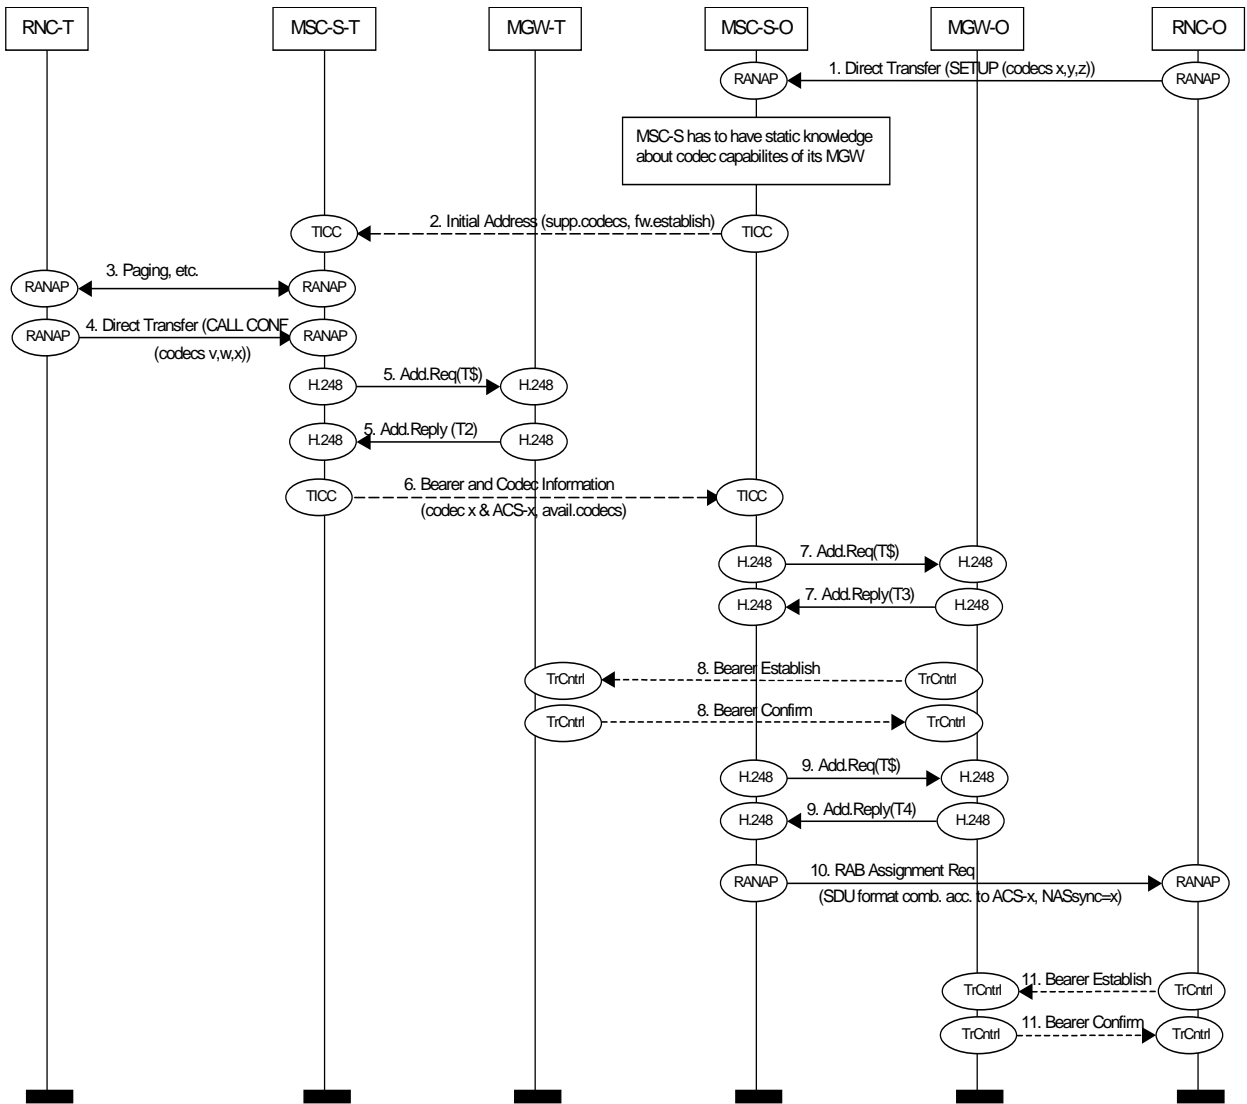 RNC-T
MSC-S-T
MGW-T
MSC-S-O
MGW-O
RNC-O
RANAP
1. Direct Transfer (SETUP (codecs x,y,z))
RANAP
MSC-S has to have static knowledge
about codec capabilites of its MGW
TICC
2. Initial Address (supp.codecs, fw.establish)
TICC
RANAP
3. Paging, etc.
RANAP
RANAP
4. Direct Transfer (CALL CONF
(codecs v,w,x))
RANAP
H.248
5. Add.Req(T$)
H.248
H.248
5. Add.Reply (T2)
H.248
TICC
6. Bearer and Codec Information
(codec x & ACS-x, avail.codecs)
TICC
H.248
7. Add.Req(T$)
H.248
H.248
7. Add.Reply(T3)
H.248
TrCntrl
8. Bearer Establish
TrCntrl
TrCntrl
8. Bearer Confirm
TrCntrl
H.248
9. Add.Req(T$)
H.248
H.248
9. Add.Reply(T4)
H.248
RANAP
10. RAB Assignment Req
(SDU format comb. acc. to ACS-x, NASsync=x)
RANAP
TrCntrl
11. Bearer Establish
TrCntrl
TrCntrl
11. Bearer Confirm
TrCntrl